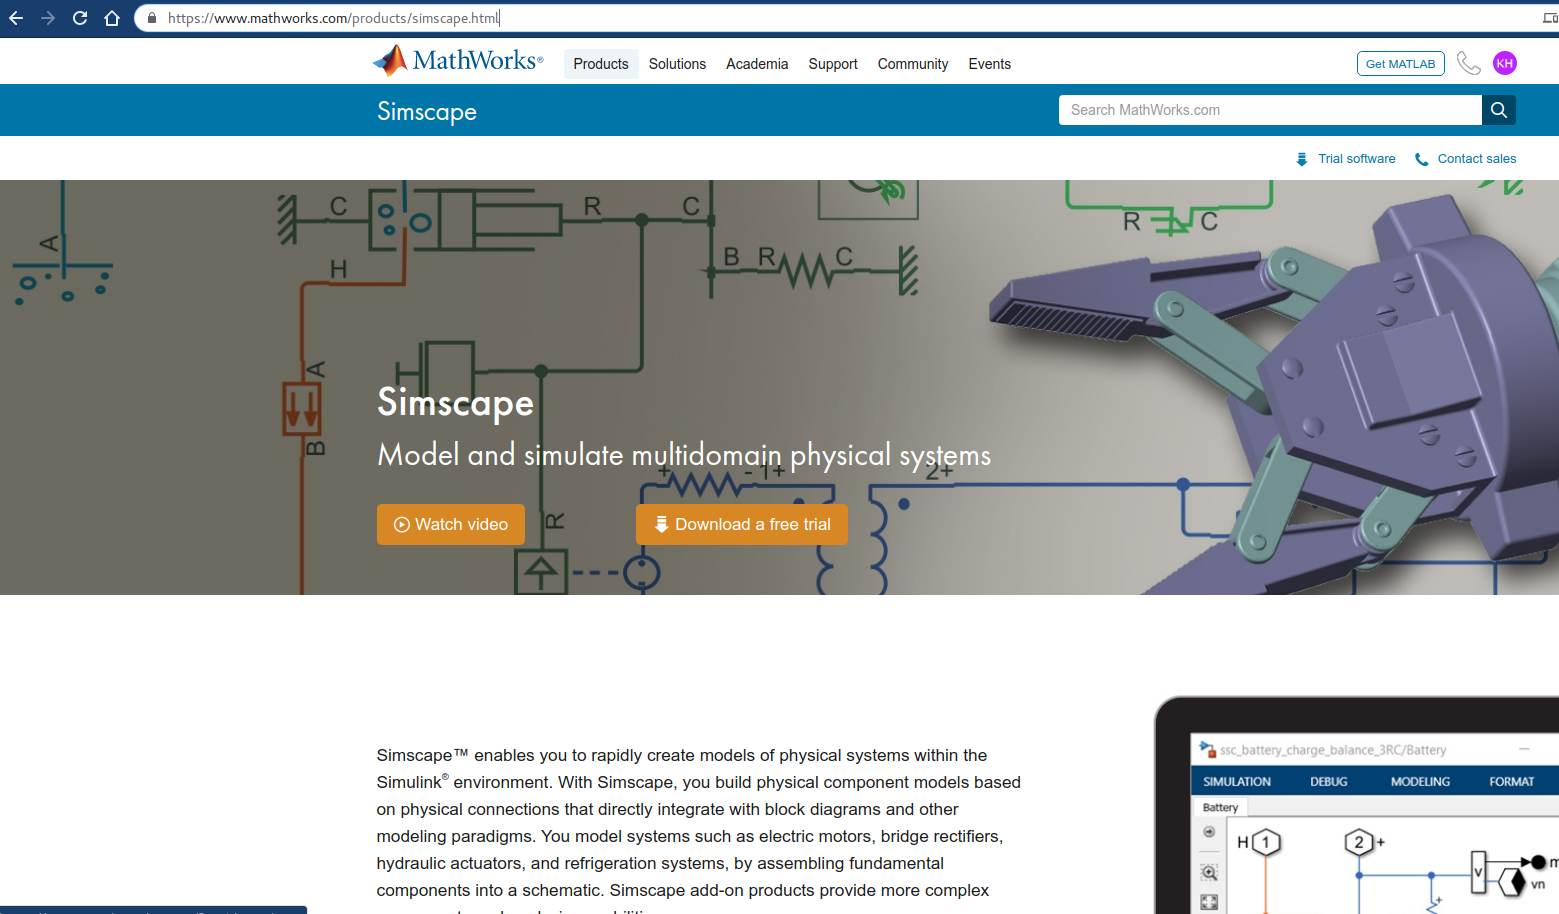 https://www.mathworks.com/products/simscape.html
MathWorks®
Products Solutions Academia Support Community Events
Get MATLAB
KH
Simscape
Search MathWorks.com
Trial software Contact sales
C
R
C
R
C
A
B R C
H
A
B
Simscape
Model and simulate multidomain physical systems
+ - 1+ 2+
Watch video
R
Download a free trial
Simscape™ enables you to rapidly create models of physical systems within the
Simulink® environment. With Simscape, you build physical component models based
on physical connections that directly integrate with block diagrams and other
modeling paradigms. You model systems such as electric motors, bridge rectifiers,
hydraulic actuators, and refrigeration systems, by assembling fundamental
components into a schematic. Simscape add-on products provide more complex
ssc_battery_charge_balance_3RC/Battery
SIMULATION DEBUG MODELING FORMAT
Battery
H 1 2 +
V
m
vn
+